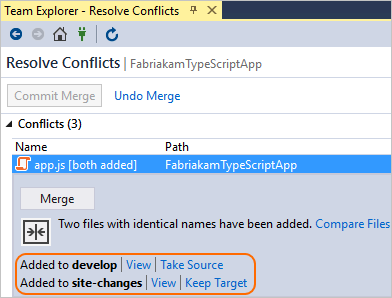 Team Explorer - Resolve Conflicts
Resolve Conflicts | FabriakamTypeScriptApp
Commit Merge Undo Merge
Conflicts (3)
Name Path
app.js [both added] FabriakamTypeScriptApp
Merge
Two files with identical names have been added. Compare Files
Added to develop | View | Take Source
Added to site-changes | View | Keep Target